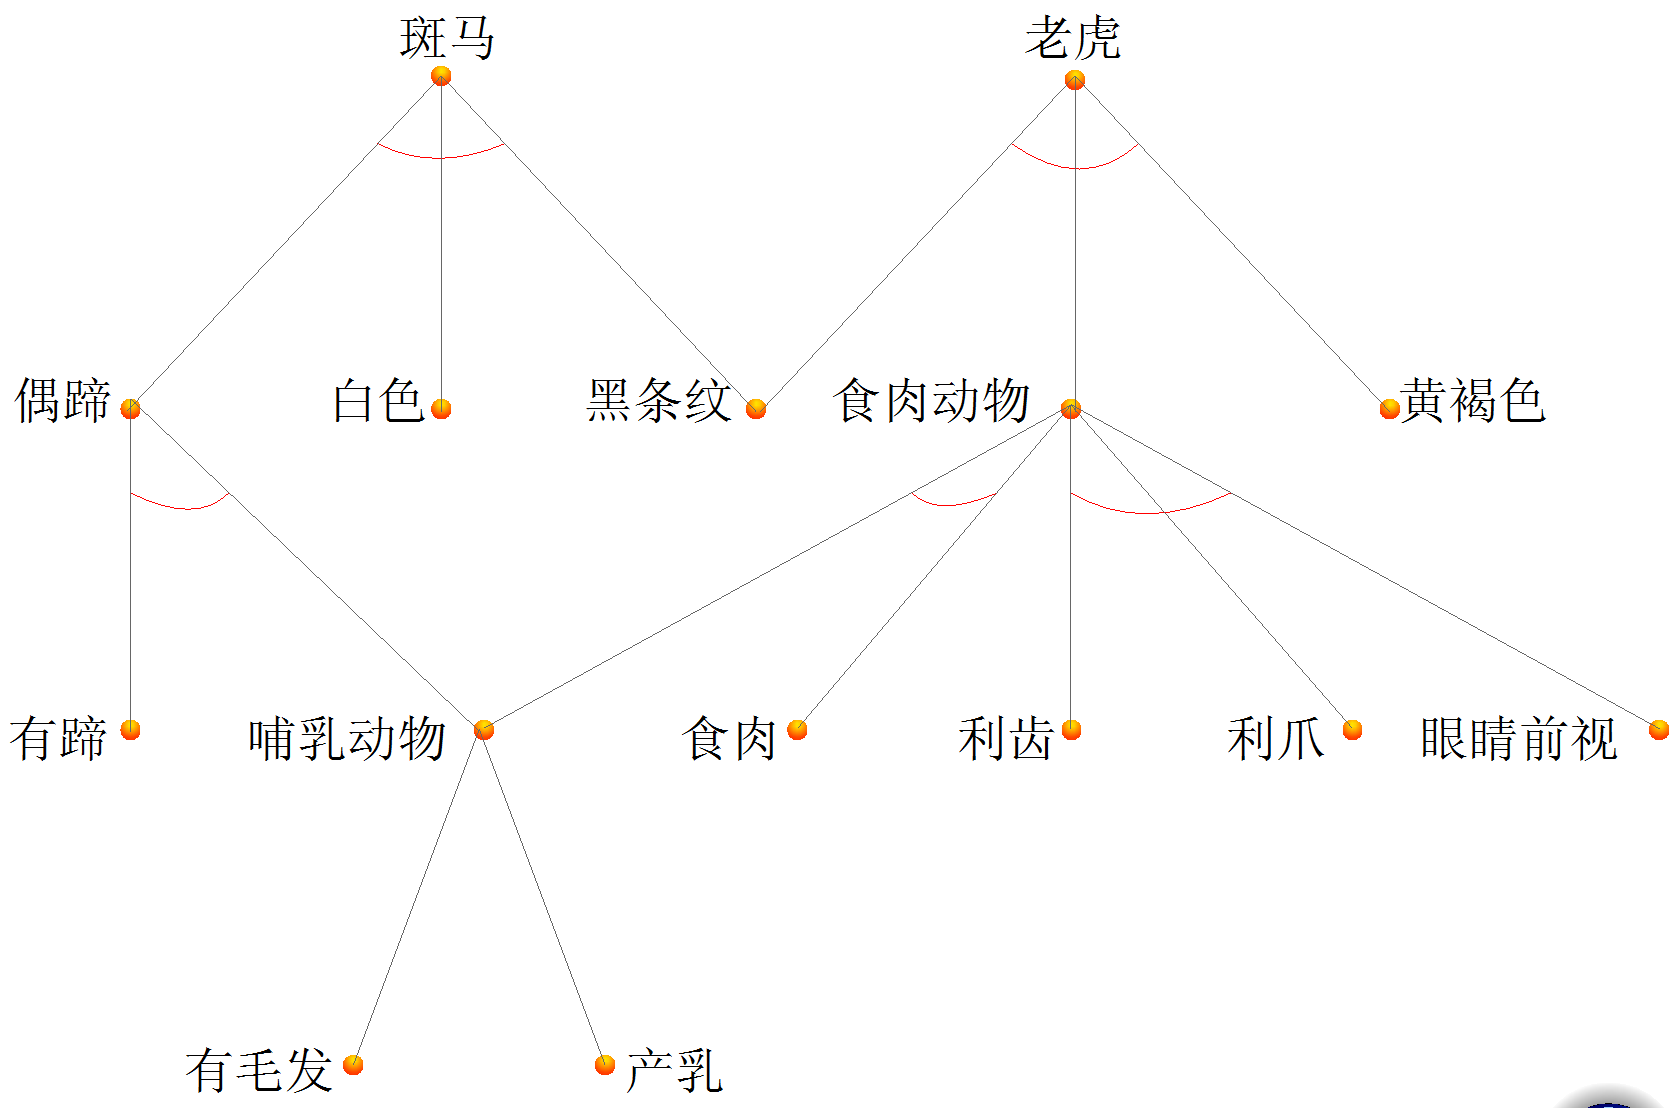 斑马
老虎
偶蹄
白色
黑条纹
食肉动物
黄褐色
有蹄
哺乳动物
食肉
利齿
利爪
眼睛前视
有毛发
产乳